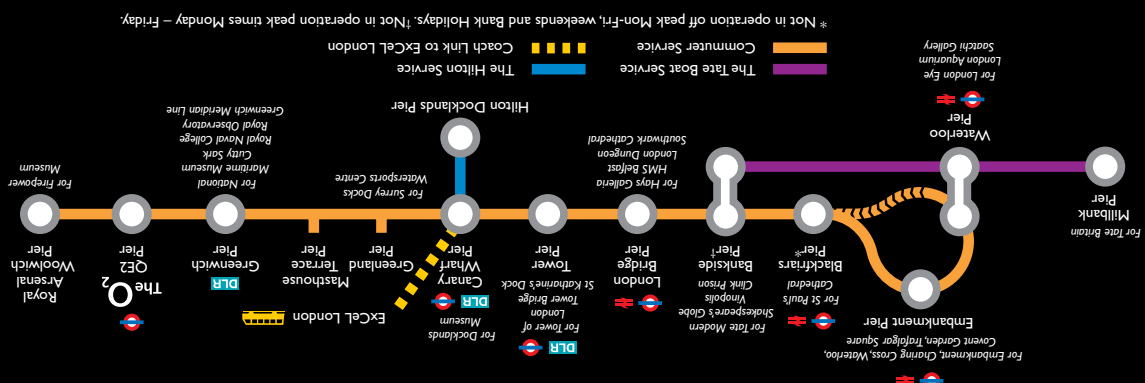 For Embankment, Charing Cross, Waterloo,
Covent Garden, Trafalgar Square
Embankment Pier
For Tate Britain
Millbank
Pier
Waterloo
Pier
For London Eye
London Aquarium
Saatchi Gallery
For St Paul's
Cathedral
Blackfriars
Pier*
For Tate Modern
Shakespeare's Globe
Vinopolis
Clink Prison
Bankside
Pier†
London
Bridge
Pier
For Hays Galleria
HMS Belfast
London Dungeon
Southwark Cathedral
DLR
For Tower of
London
Tower Bridge
St Katharine's Dock
Tower
Pier
For Docklands
Museum
DLR
Canary
Wharf
Pier
ExCeL London
Hilton Docklands Pier
Greenland
Pier
For Surrey Docks
Watersports Centre
Masthouse
Terrace
Pier
DLR
Greenwich
Pier
For National
Maritime Museum
Cutty Sark
Royal Naval College
Royal Observatory
Greenwich Meridian Line
The O2
QE2
Pier
Royal
Arsenal
Woolwich
Pier
For Firepower
Museum
The Tate Boat Service
The Hilton Service
Commuter Service
Coach Link to ExCeL London
* Not in operation off peak Mon-Fri, weekends and Bank Holidays. †Not in operation peak times Monday – Friday.